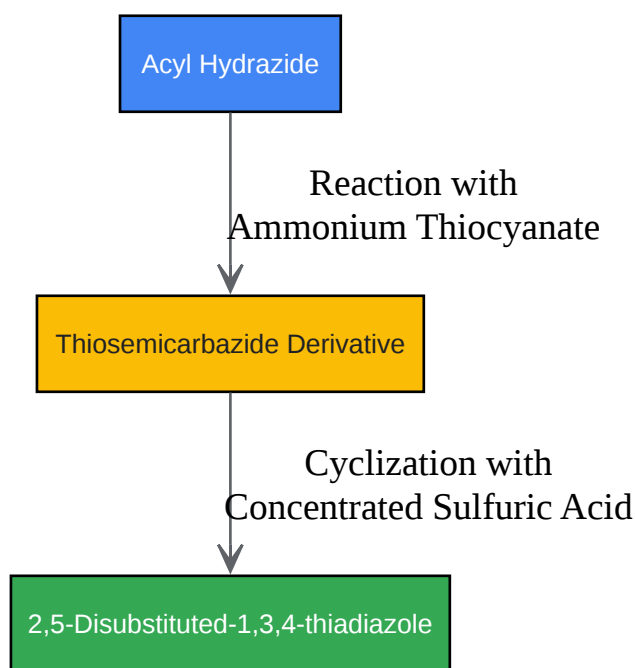 Acyl Hydrazide
Reaction with
Ammonium Thiocyanate
Thiosemicarbazide Derivative
Cyclization with
Concentrated Sulfuric Acid
2,5-Disubstituted-1,3,4-thiadiazole